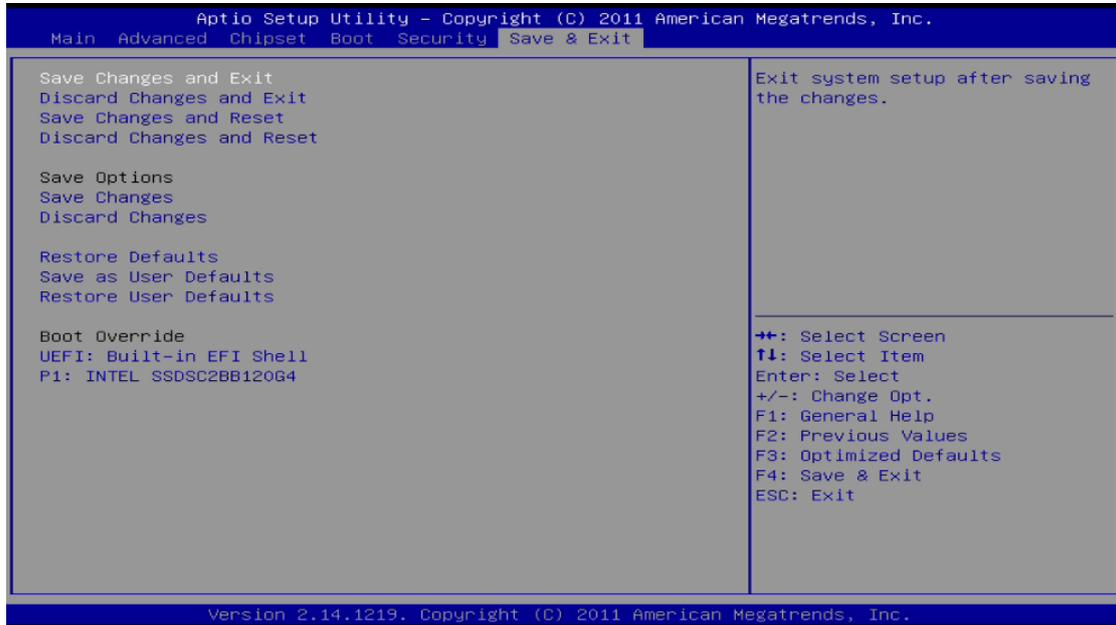 Aptio Setup Utility – Copyright (C) 2011 American Megatrends, Inc.
Main Advanced Chipset Boot Security Save & Exit
Save Changes and Exit
Discard Changes and Exit
Save Changes and Reset
Discard Changes and Reset
Save Options
Save Changes
Discard Changes
Restore Defaults
Save as User Defaults
Restore User Defaults
Boot Override
UEFI: Built-in EFI Shell
P1: INTEL SSDSC2BB120G4
Exit system setup after saving
the changes.
→←: Select Screen
↑↓: Select Item
Enter: Select
+/-: Change Opt.
F1: General Help
F2: Previous Values
F3: Optimized Defaults
F4: Save & Exit
ESC: Exit
Version 2.14.1219. Copyright (C) 2011 American Megatrends, Inc.